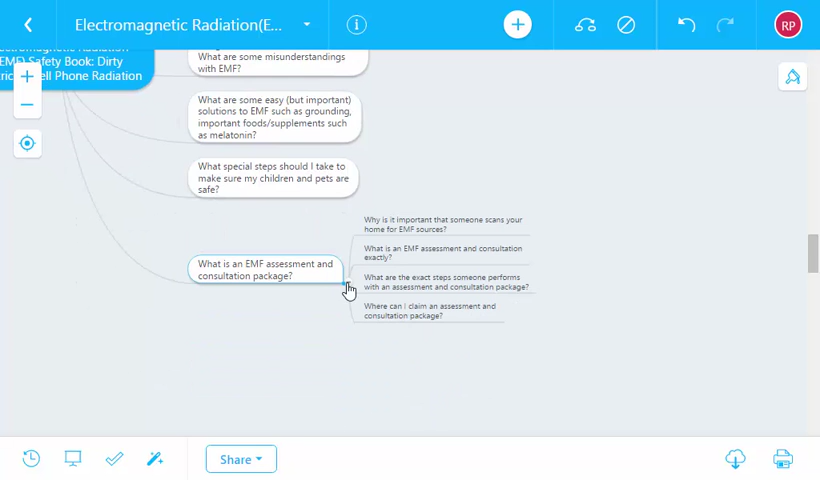 Electromagnetic Radiation(E...
RP
(EMF) Safety Book: Dirty
Cell Phone Radiation
What are some misunderstandings
with EMF?
What are some easy (but important)
solutions to EMF such as grounding,
important foods/supplements such
as melatonin?
What special steps should I take to
make sure my children and pets are
safe?
What is an EMF assessment and
consultation package?
Why is it important that someone scans your
home for EMF sources?
What is an EMF assessment and consultation
exactly?
What are the exact steps someone performs
with an assessment and consultation package?
Where can I claim an assessment and
consultation package?
Share